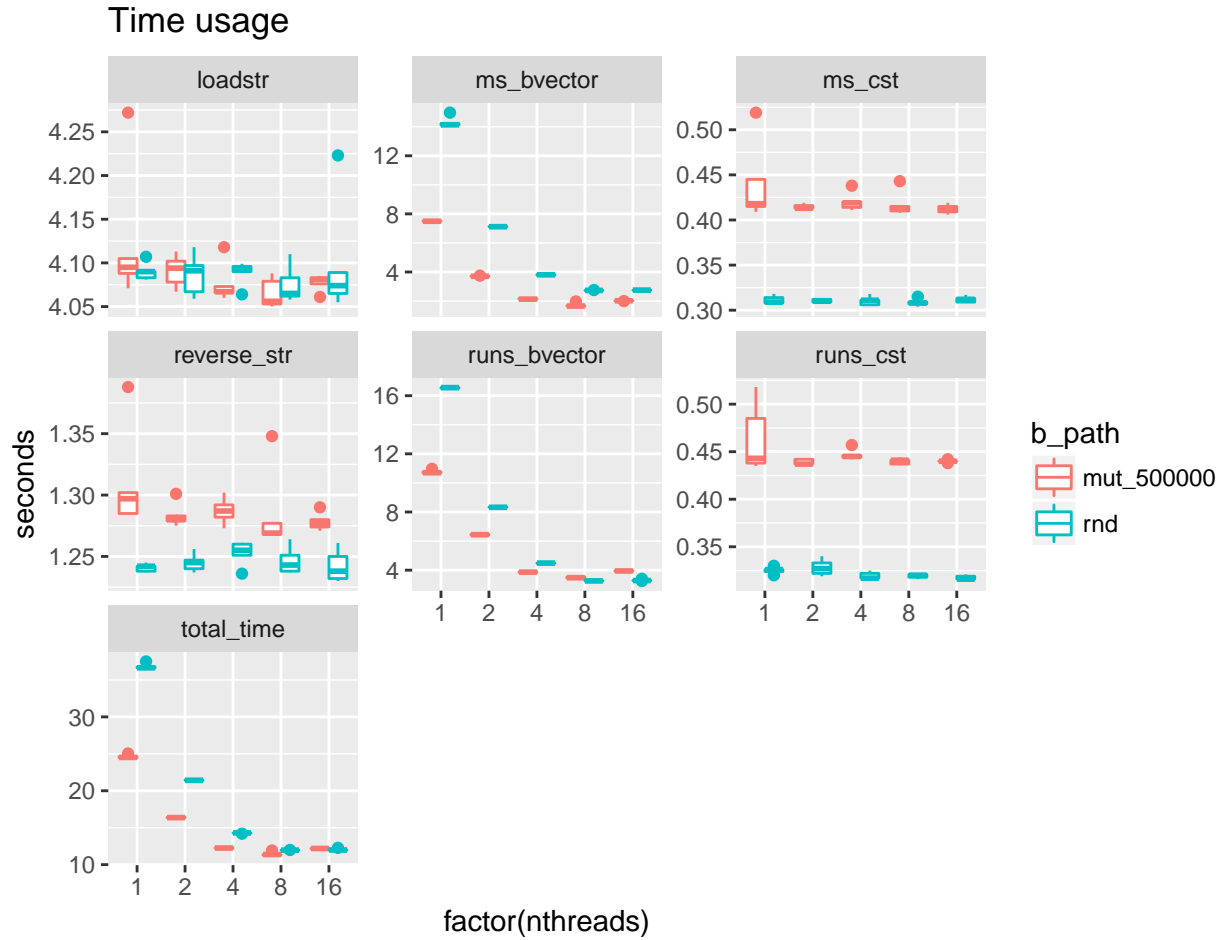 Time usage
loadstr
ms_bvector
ms_cst
4.25
4.20
4.15
4.10
4.05
12
8
4
0.50
0.45
0.40
0.35
0.30
reverse_str
runs_bvector
runs_cst
1.35
1.30
1.25
16
12
8
4
0.50
0.45
0.40
0.35
1 2 4 8 16
1 2 4 8 16
total_time
30
20
10
1 2 4 8 16
seconds
factor(nthreads)
b_path
mut_500000
rnd